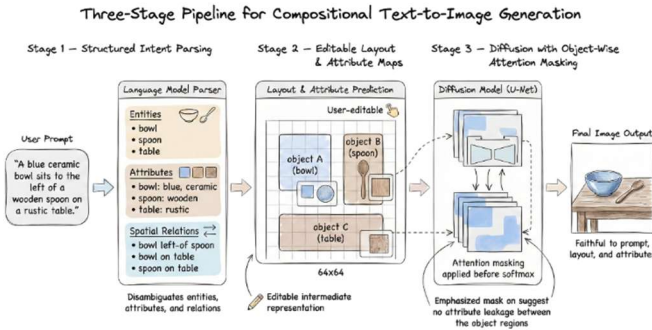 Three-Stage Pipeline for Compositional Text-to-Image Generation
Stage 1 — Structured Intent Parsing
Stage 2 — Editable Layout
& Attribute Maps
Stage 3 — Diffusion with Object-Wise
Attention Masking
User Prompt
"A blue ceramic
bowl sits to the
left of a
wooden spoon on
a rustic table."
Language Model Parser
Entities
• bowl
• spoon
• table
Attributes
• bowl: blue, ceramic
• spoon: wooden
• table: rustic
Spatial Relations
• bowl left-of spoon
• bowl on table
• spoon on table
Disambiguates entities,
attributes, and relations
Layout & Attribute Prediction
User-editable
object A
(bowl)
object B
(spoon)
object C
(table)
64x64
Editable intermediate
representation
Diffusion Model (U-Net)
Attention masking
applied before softmax
Emphasized mask on suggest
no attribute leakage between
the object regions
Final Image Output
Faithful to prompt,
layout, and attribute